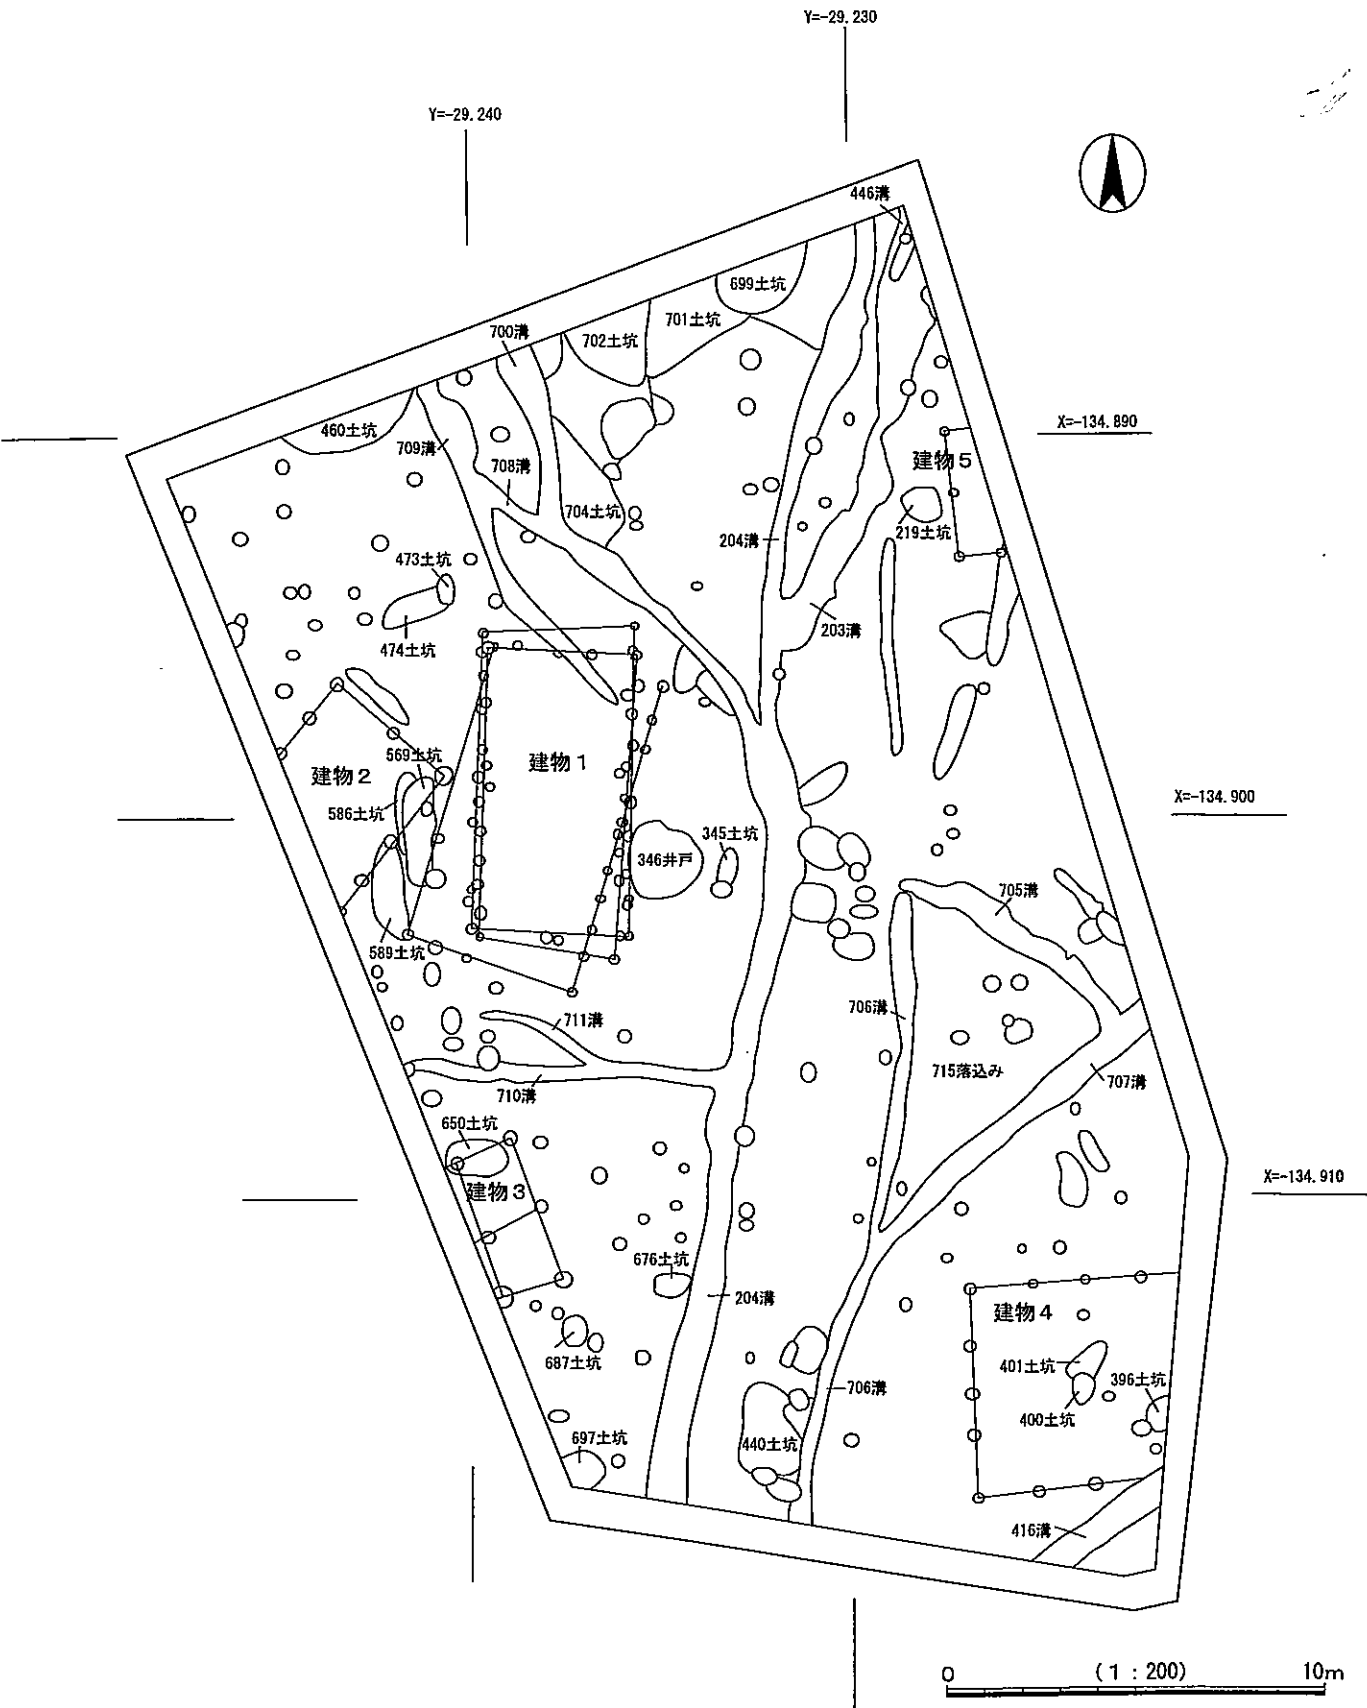 Y=-29.230
Y=-29.240
446溝
699土坑
701土坑
700溝
702土坑
460土坑
X=-134.890
709溝
708溝
建物5
704土坑
204溝
219土坑
473土坑
203溝
474土坑
建物1
569土坑
建物2
X=-134.900
586土坑
345土坑
346井戸
705溝
589土坑
706溝
711溝
715落込み
707溝
710溝
650土坑
X=-134.910
建物3
676土坑
204溝
建物4
687土坑
401土坑
396土坑
706溝
400土坑
697土坑
440土坑
416溝
0 (1:200) 10m